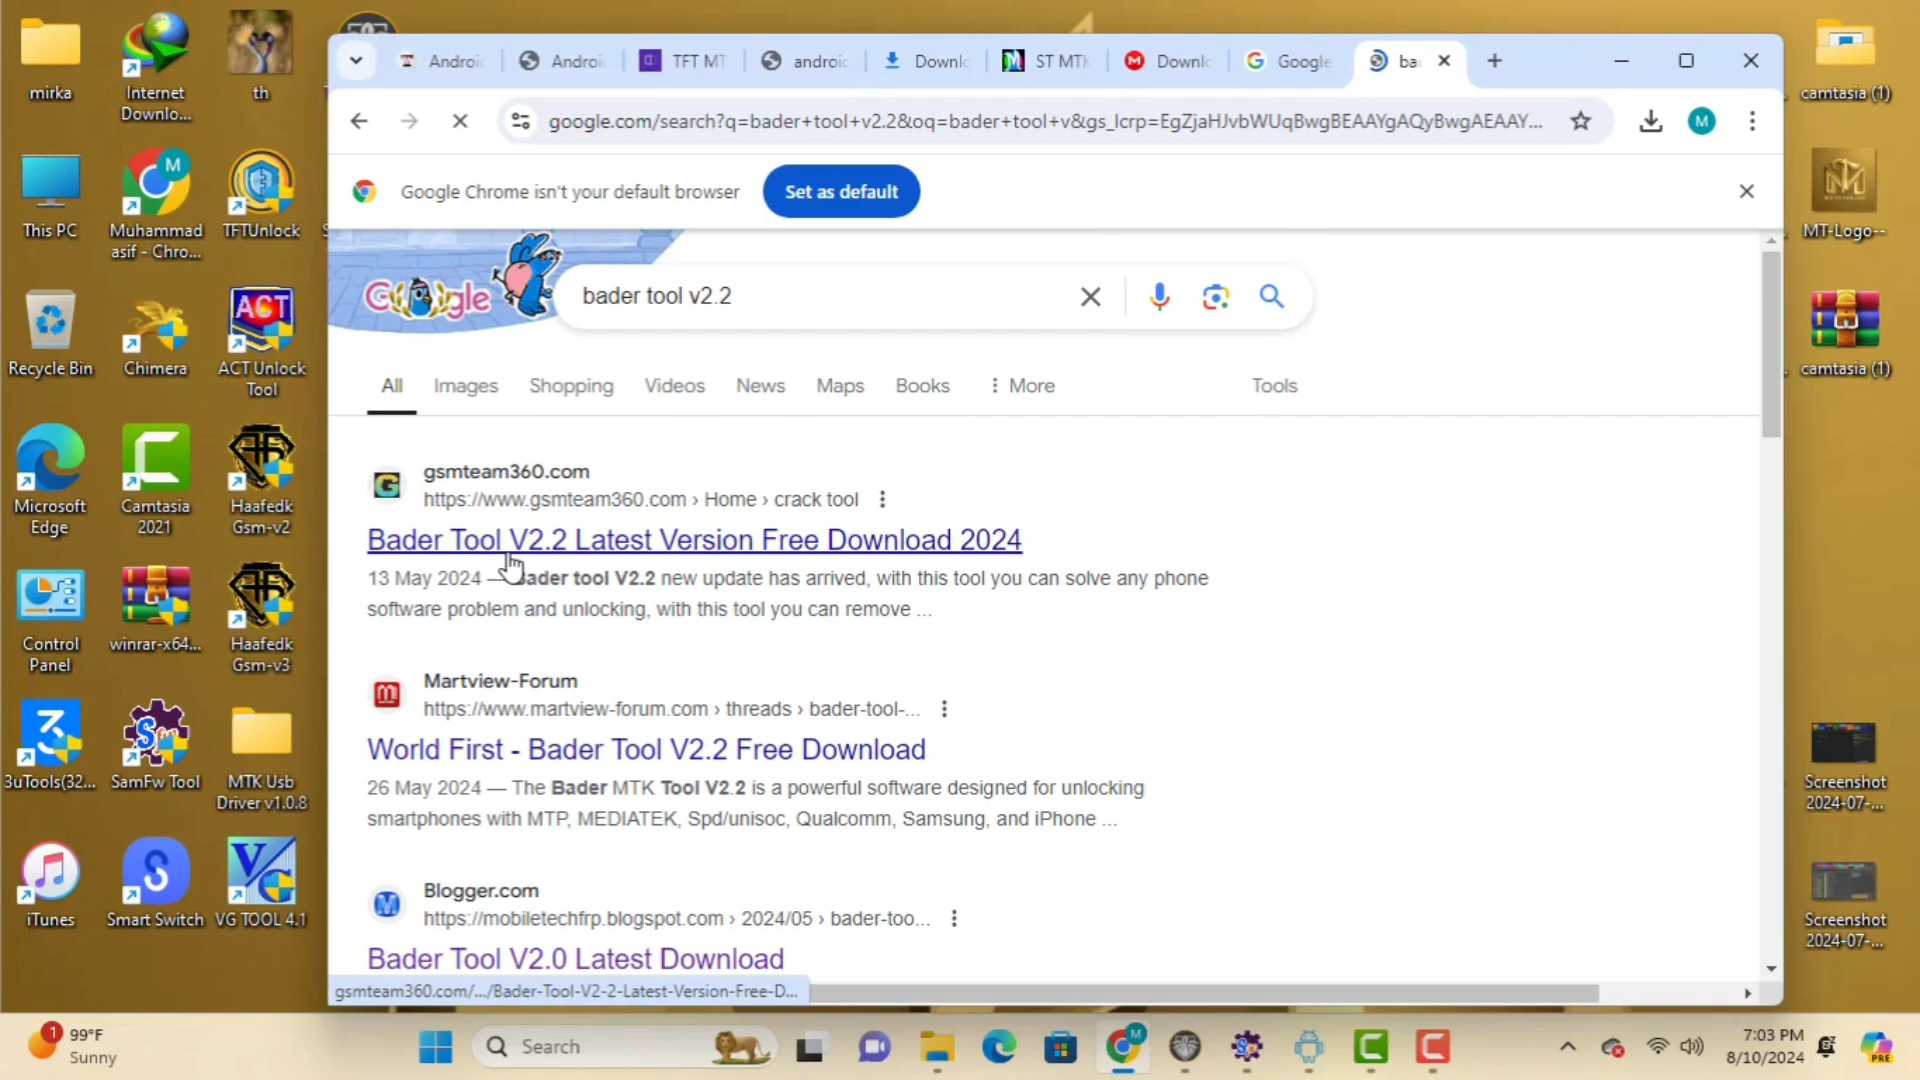 Androi
Androi
TFT MT
androi
Downlo
ST MTK
Downl
Google
ba
google.com/search?q=bader+tool+v2.2&oq=bader+tool+v&gs_lcrp=EgZjaHJvbWUqBwgBEAAYgAQyBwgAEAAY...
M
Google Chrome isn't your default browser
Set as default
bader tool v2.2
All
Images
Shopping
Videos
News
Maps
Books
More
Tools
gsmteam360.com
https://www.gsmteam360.com › Home › crack tool
Bader Tool V2.2 Latest Version Free Download 2024
13 May 2024 — Bader tool V2.2 new update has arrived, with this tool you can solve any phone
software problem and unlocking, with this tool you can remove ...
Martview-Forum
https://www.martview-forum.com › threads › bader-tool-...
World First - Bader Tool V2.2 Free Download
26 May 2024 — The Bader MTK Tool V2.2 is a powerful software designed for unlocking
smartphones with MTP, MEDIATEK, Spd/unisoc, Qualcomm, Samsung, and iPhone ...
Blogger.com
https://mobiletechfrp.blogspot.com › 2024/05 › bader-too...
Bader Tool V2.0 Latest Download
gsmteam360.com/.../Bader-Tool-V2-2-Latest-Version-Free-D...
mirka
Internet
Downlo...
th
This PC
Muhammad
asif - Chro...
TFTUnlock
Recycle Bin
Chimera
ACT
ACT Unlock
Tool
Microsoft
Edge
Camtasia
2021
Haafedk
Gsm-v2
Control
Panel
winrar-x64...
Haafedk
Gsm-v3
3uTools(32...
SamFw Tool
MTK Usb
Driver v1.0.8
iTunes
Smart Switch
VG TOOL 4.1
camtasia (1)
MT-Logo--
camtasia (1)
Screenshot
2024-07-...
Screenshot
2024-07-...
1
99°F
Sunny
Search
7:03 PM
8/10/2024
PRE